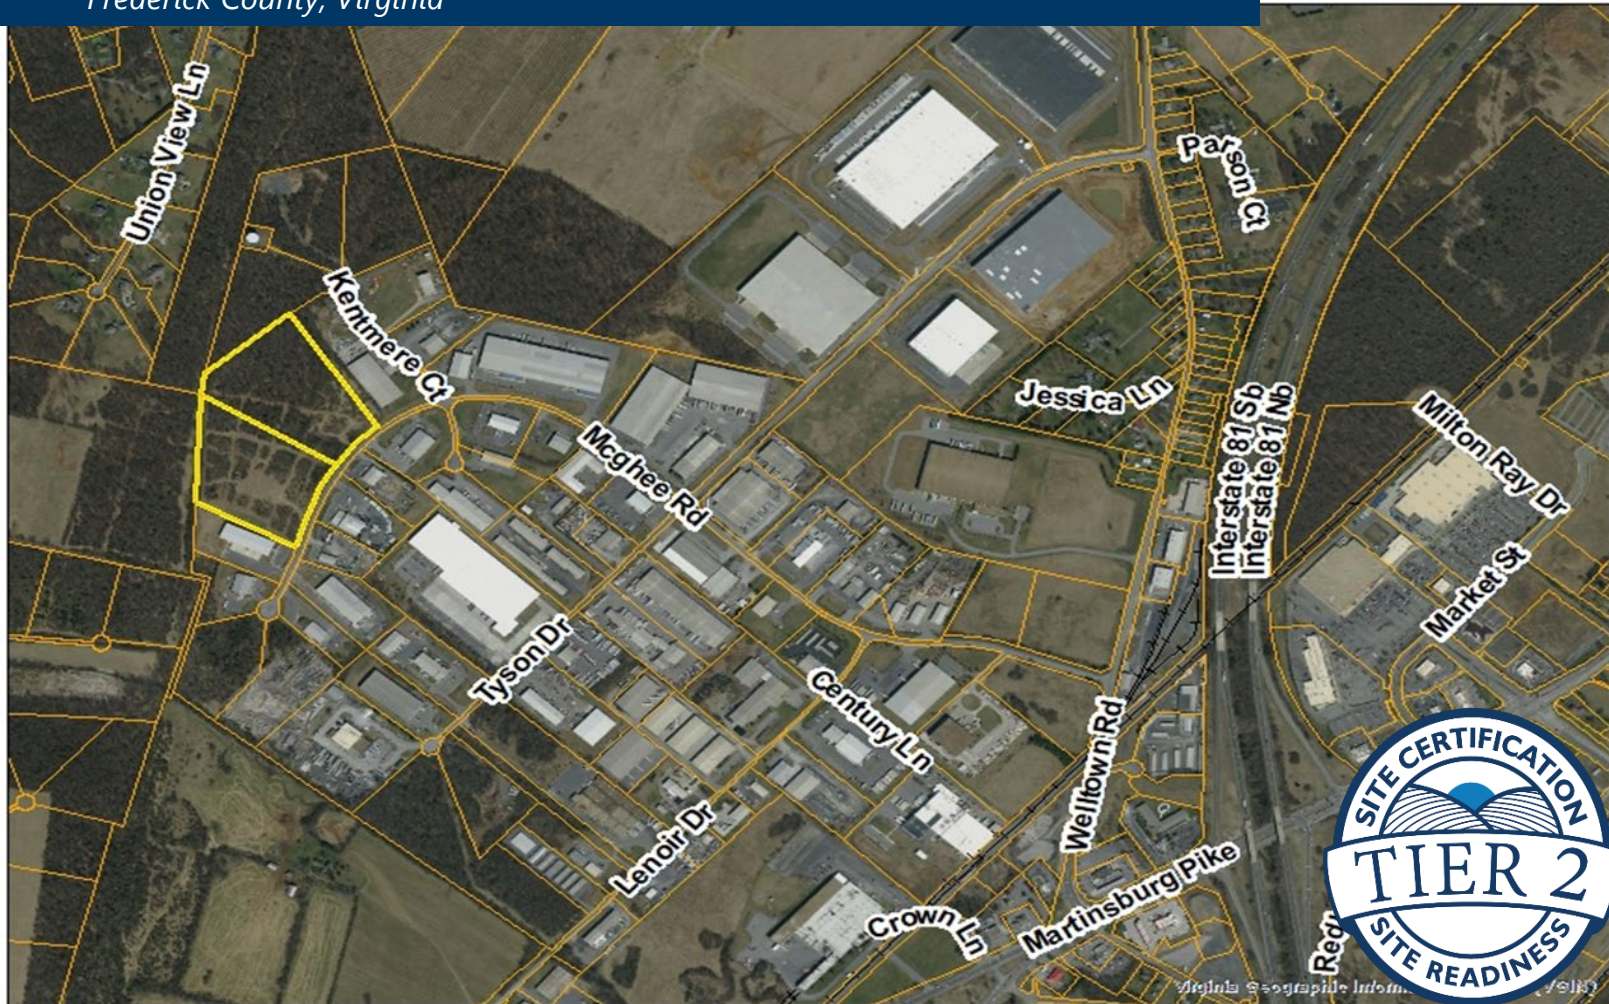 Frederick County, Virginia
Union View Ln
Parson Ct
Kentmere Ct
Jessica Ln
Interstate 81 Sb
Interstate 81 Nb
Milton Ray Dr
Mcghee Rd
Market St
Tyson Dr
Century Ln
Welltown Rd
Lenoir Dr
Martinsburg Pike
Crown Ln
SITE CERTIFICATION
TIER 2
SITE READINESS
Virginia Geographic